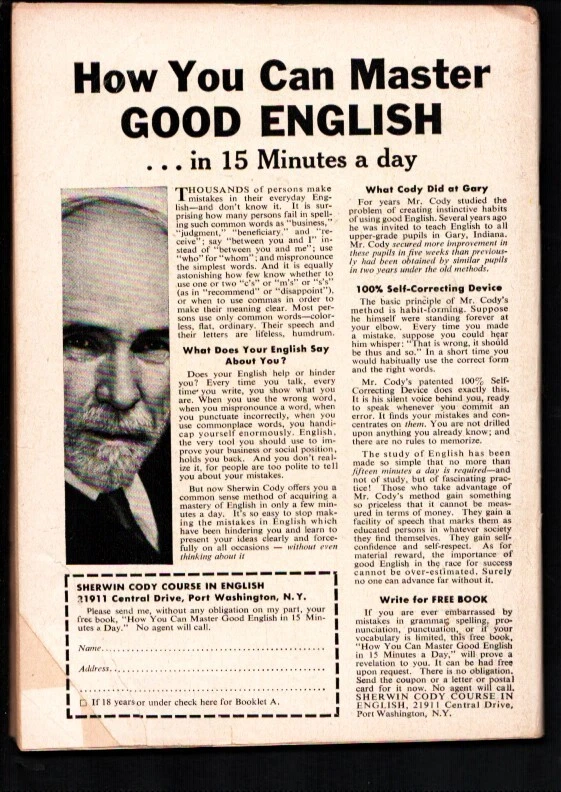 How You Can Master
GOOD ENGLISH
. . . in 15 Minutes a day
THOUSANDS of persons make
mistakes in their everyday Eng-
lish—and don't know it. It is sur-
prising how many persons fail in spell-
ing such common words as "business,"
"judgment," "beneficiary," and "re-
ceive"; say "between you and I" in-
stead of "between you and me"; use
"who" for "whom"; and mispronounce
the simplest words. And it is equally
astonishing how few know whether to
use one or two "c's" or "m's" or "s's"
(as in "recommend" or "disappoint"),
or when to use commas in order to
make their meaning clear. Most per-
sons use only common words—color-
less, flat, ordinary. Their speech and
their letters are lifeless, humdrum.
What Does Your English Say
About You?
Does your English help or hinder
you? Every time you talk, every
time you write, you show what you
are. When you use the wrong word,
when you mispronounce a word, when
you punctuate incorrectly, when you
use commonplace words, you handi-
cap yourself enormously. English,
the very tool you should use to im-
prove your business or social position,
holds you back. And you don't real-
ize it, for people are too polite to tell
you about your mistakes.
But now Sherwin Cody offers you a
common sense method of acquiring a
mastery of English in only a few min-
utes a day. It's so easy to stop mak-
ing the mistakes in English which
have been hindering you and learn to
present your ideas clearly and force-
fully on all occasions — without even
thinking about it
SHERWIN CODY COURSE IN ENGLISH
21911 Central Drive, Port Washington, N. Y.
Please send me, without any obligation on my part, your
free book, "How You Can Master Good English in 15 Min-
utes a Day." No agent will call.
Name
Address
If 18 years or under check here for Booklet A.
What Cody Did at Gary
For years Mr. Cody studied the
problem of creating instinctive habits
of using good English. Several years ago
he was invited to teach English to all
upper-grade pupils in Gary, Indiana.
Mr. Cody secured more improvement in
these pupils in five weeks than previous-
ly had been obtained by similar pupils
in two years under the old methods.
100% Self-Correcting Device
The basic principle of Mr. Cody's
method is habit-forming. Suppose
he himself were standing forever at
your elbow. Every time you made
a mistake, suppose you could hear
him whisper: "That is wrong, it should
be thus and so." In a short time you
would habitually use the correct form
and the right words.
Mr. Cody's patented 100% Self-
Correcting Device does exactly this.
It is his silent voice behind you, ready
to speak whenever you commit an
error. It finds your mistakes and con-
centrates on them. You are not drilled
upon anything you already know; and
there are no rules to memorize.
The study of English has been
made so simple that no more than
fifteen minutes a day is required—and
not of study, but of fascinating prac-
tice! Those who take advantage of
Mr. Cody's method gain something
so priceless that it cannot be meas-
ured in terms of money. They gain a
facility of speech that marks them as
educated persons in whatever society
they find themselves. They gain self-
confidence and self-respect. As for
material reward, the importance of
good English in the race for success
cannot be over-estimated, Surely
no one can advance far without it.
Write for FREE BOOK
If you are ever embarrassed by
mistakes in grammar, spelling, pro-
nunciation, punctuation, or if your
vocabulary is limited, this free book,
"How You Can Master Good English
in 15 Minutes a Day," will prove a
revelation to you. It can be had free
upon request. There is no obligation.
Send the coupon or a letter or postal
card for it now. No agent will call.
SHERWIN CODY COURSE IN
ENGLISH, 21911 Central Drive,
Port Washington, N.Y.